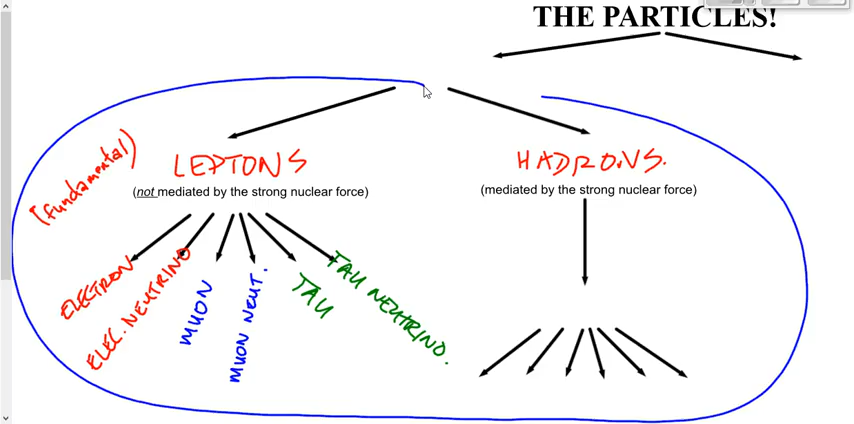 THE PARTICLES!
(fundamental)
LEPTONS
HADRONS.
(not mediated by the strong nuclear force)
(mediated by the strong nuclear force)
ELECTRON
ELEC. NEUTRINO
MUON
MUON NEUT.
TAU
TAU NEUTRINO.